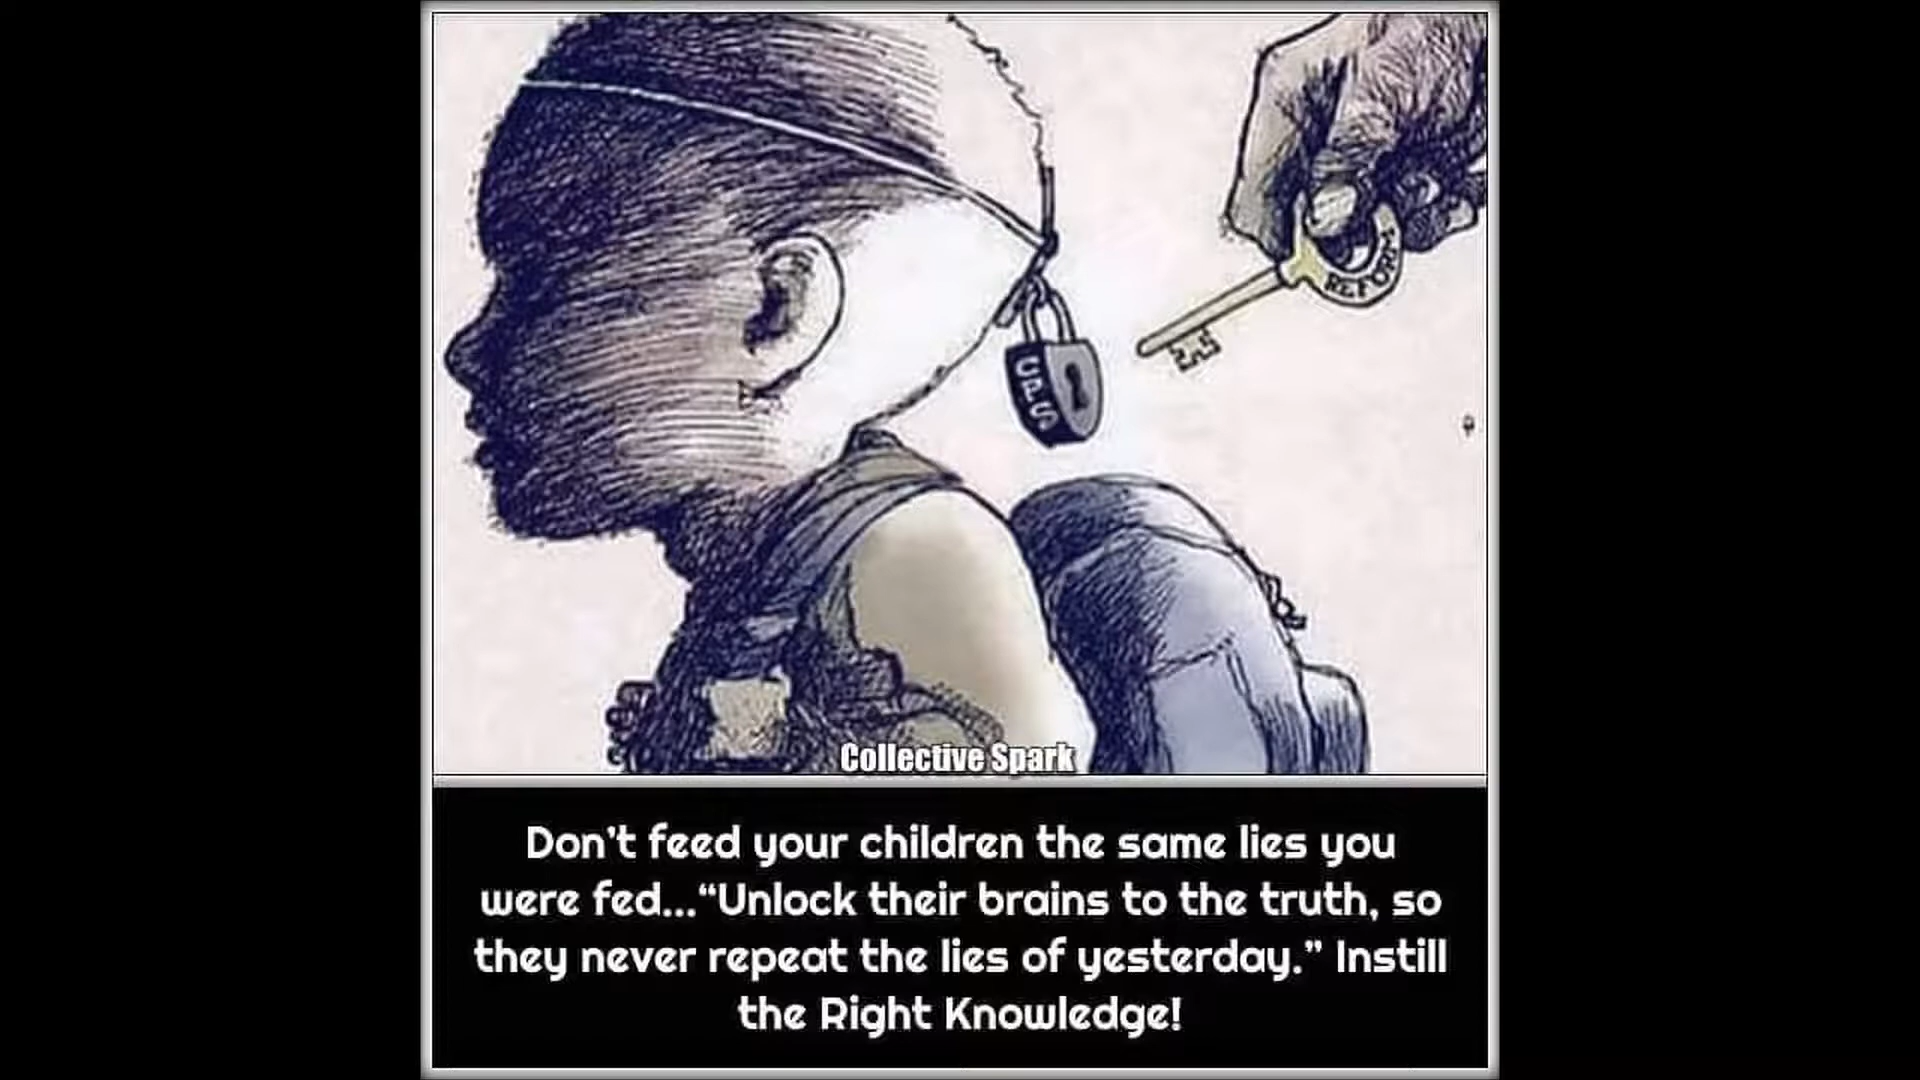 REFORM
UPS
Collective Spark
Don't feed your children the same lies you
were fed...“Unlock their brains to the truth, so
they never repeat the lies of yesterday.” Instill
the Right Knowledge!